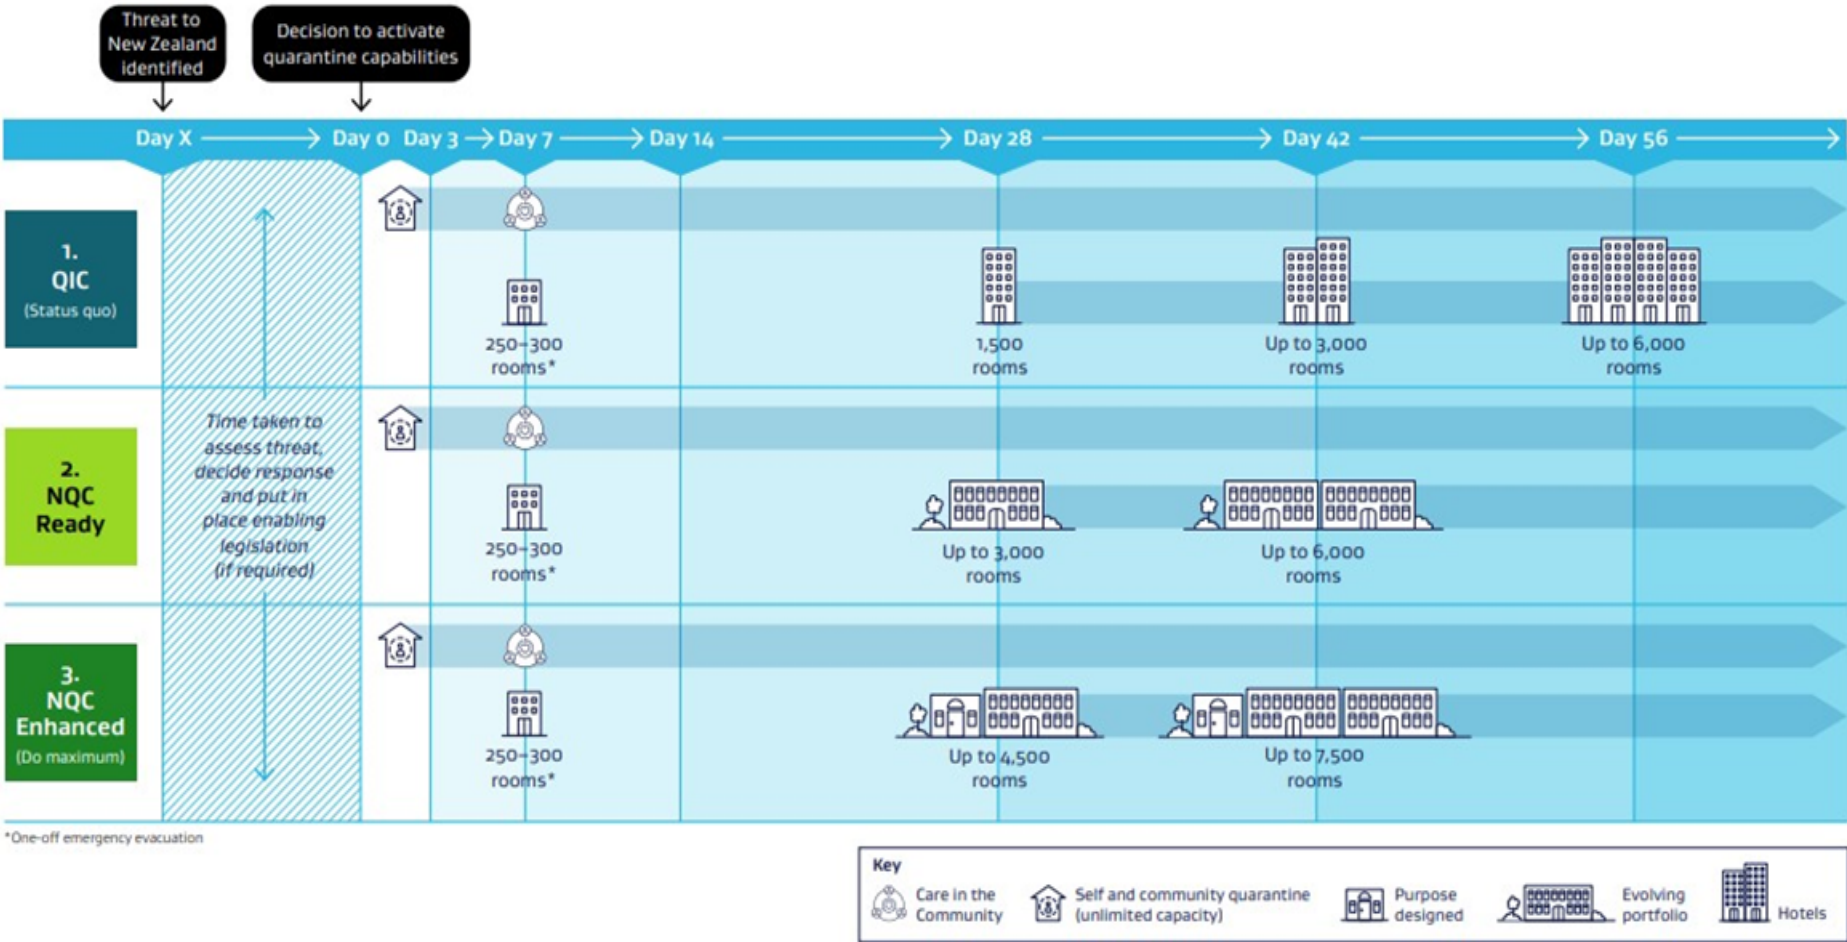 Threat to
New Zealand
identified
Decision to activate
quarantine capabilities
Day X
Day 0
Day 3
Day 7
Day 14
Day 28
Day 42
Day 56
1.
QIC
(Status quo)
250–300
rooms*
1,500
rooms
Up to 3,000
rooms
Up to 6,000
rooms
Time taken to
assess threat,
decide response
and put in
place enabling
legislation
(if required)
2.
NQC
Ready
250–300
rooms*
Up to 3,000
rooms
Up to 6,000
rooms
3.
NQC
Enhanced
(Do maximum)
250–300
rooms*
Up to 4,500
rooms
Up to 7,500
rooms
*One-off emergency evacuation
Key
Care in the
Community
Self and community quarantine
(unlimited capacity)
Purpose
designed
Evolving
portfolio
Hotels